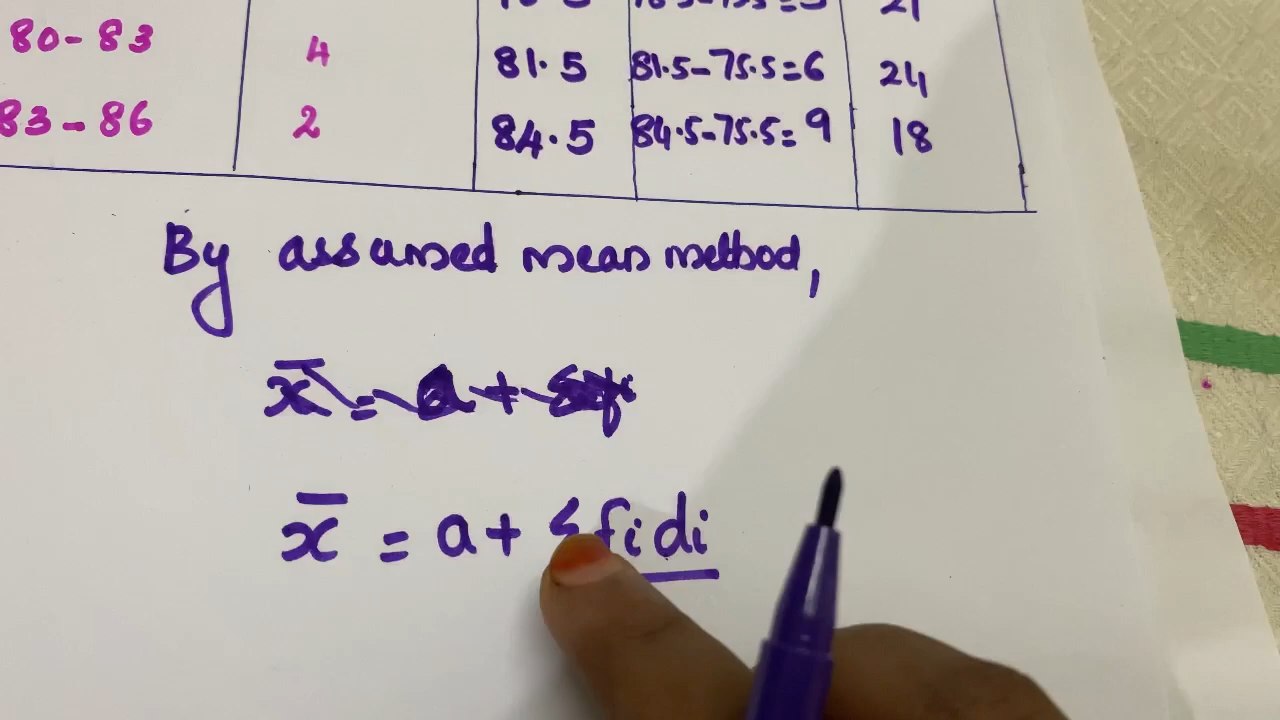 80-83 4 81.5 81.5-75.5=6 24
83-86 2 84.5 84.5-75.5=9 18
By assumed mean method,
x̄ = a + Σf
x̄ = a + Σfidi